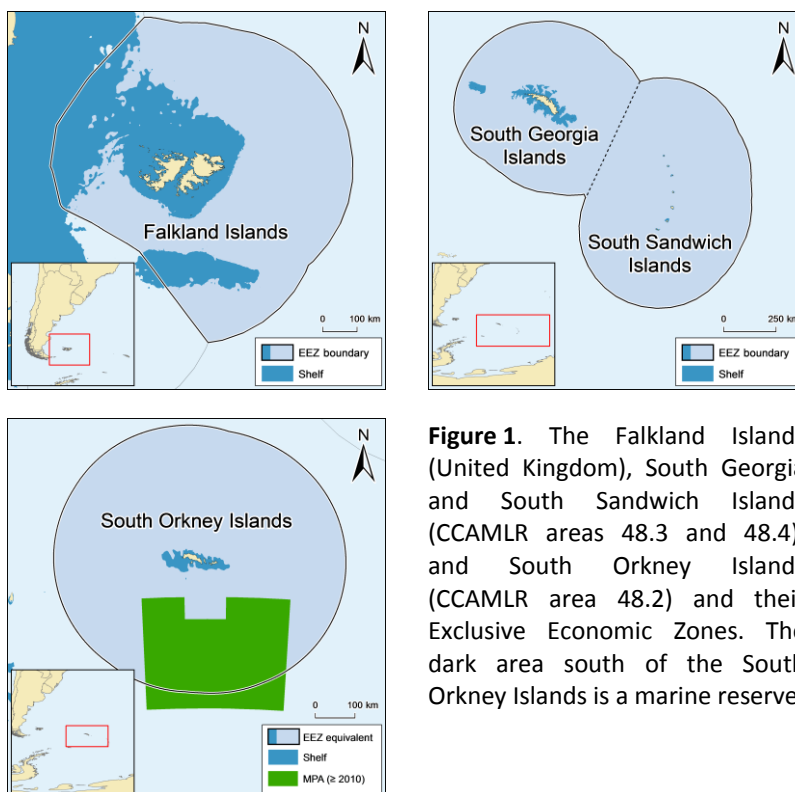 N
Falkland Islands
0 100 km
EEZ boundary
Shelf
N
South Georgia
Islands
South Sandwich
Islands
0 250 km
EEZ boundary
Shelf
N
South Orkney Islands
0 100 km
EEZ equivalent
Shelf
MPA (≥ 2010)
Figure 1. The Falkland Island
(United Kingdom), South Georgia
and South Sandwich Island
(CCAMLR areas 48.3 and 48.4)
and South Orkney Island
(CCAMLR area 48.2) and thei
Exclusive Economic Zones. The
dark area south of the South
Orkney Islands is a marine reserve